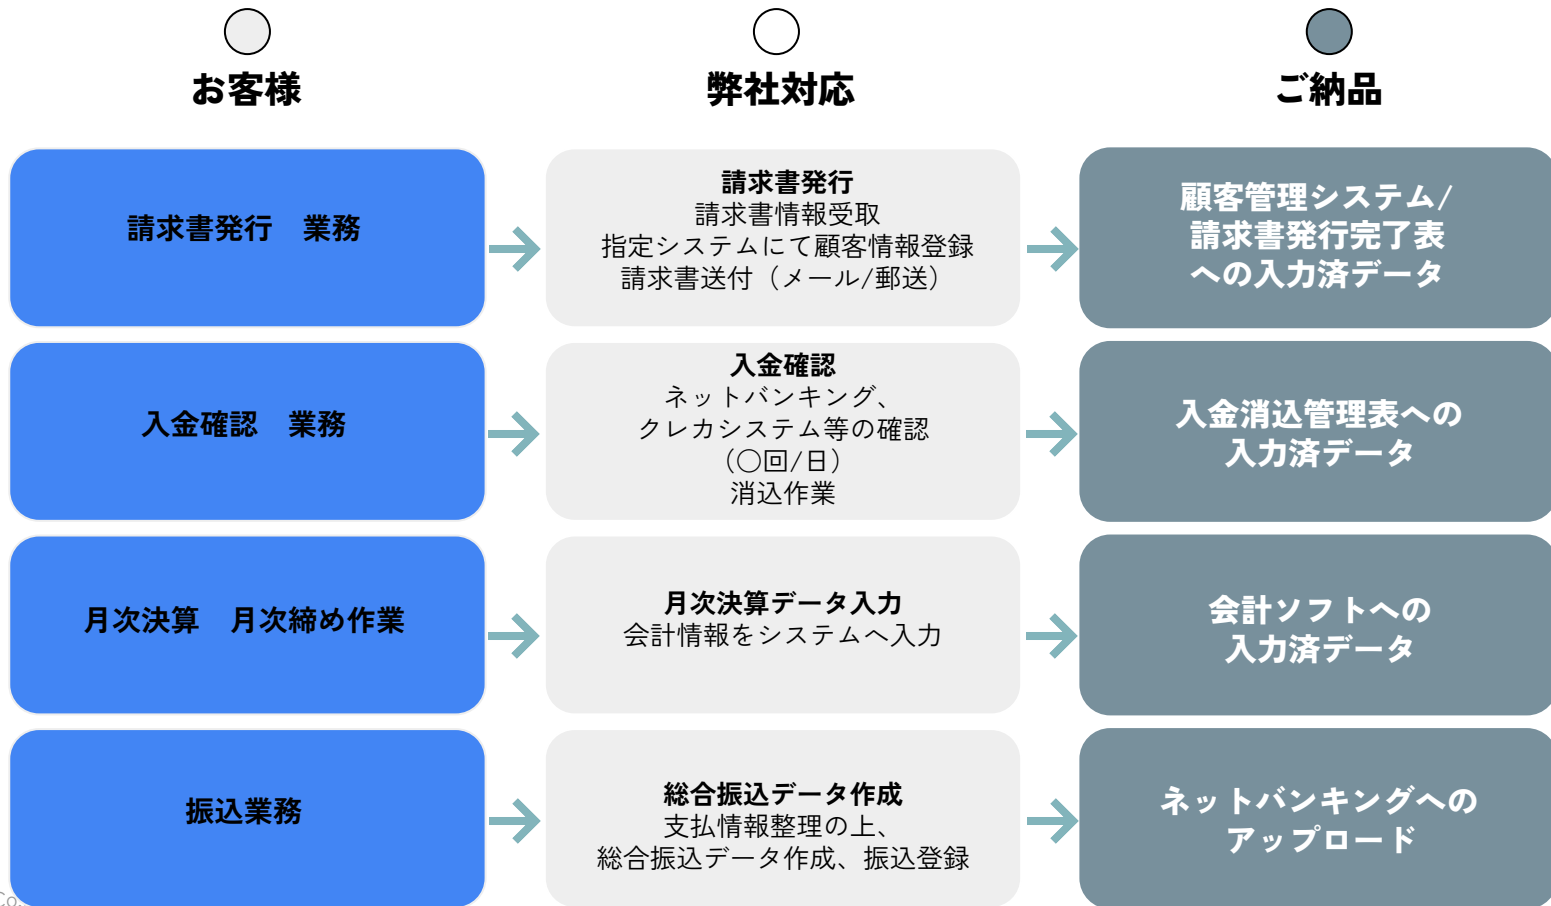 お客様
弊社対応
ご納品
請求書発行　業務
請求書発行
請求書情報受取
指定システムにて顧客情報登録
請求書送付（メール/郵送）
顧客管理システム/
請求書発行完了表
への入力済データ
入金確認　業務
入金確認
ネットバンキング、
クレカシステム等の確認
（〇回/日）
消込作業
入金消込管理表への
入力済データ
月次決算　月次締め作業
月次決算データ入力
会計情報をシステムへ入力
会計ソフトへの
入力済データ
振込業務
総合振込データ作成
支払情報整理の上、
総合振込データ作成、振込登録
ネットバンキングへの
アップロード